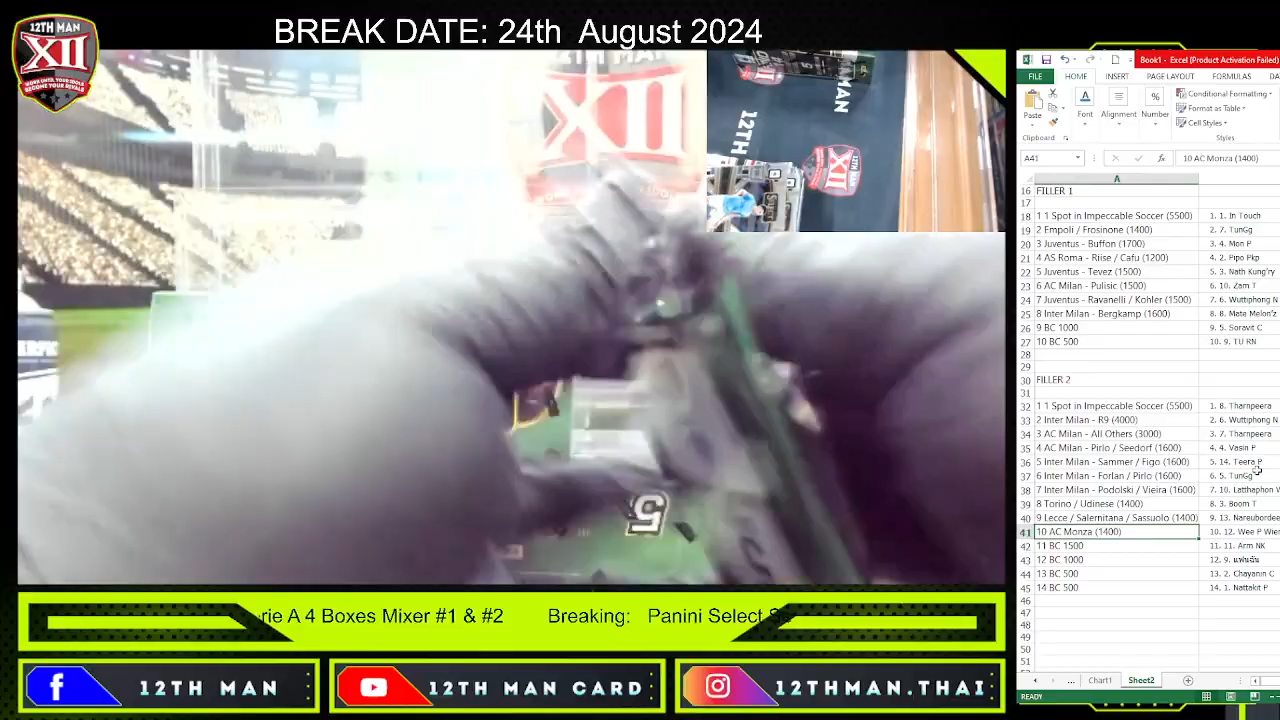 BREAK DATE: 24th August 2024
12TH MAN
XII
XII
12TH
MAN
5
Book1 - Excel (Product Activation Failed)
FILE HOME INSERT PAGE LAYOUT FORMULAS DA
Paste
Font
Alignment
Number
Conditional Formatting
Format as Table
Cell Styles
Clipboard
Styles
A41
10 AC Monza (1400)
A
16 FILLER 1
17
18 1 1 Spot in Impeccable Soccer (5500) 1. 1. In Touch
19 2 Empoli / Frosinone (1400) 2. 7. TunGg
20 3 Juventus - Buffon (1700) 3. 4. Mon P
21 4 AS Roma - Riise / Cafu (1200) 4. 2. Pipo Pkp
22 5 Juventus - Tevez (1500) 5. 3. Nath Kung'ry
23 6 AC Milan - Pulisic (1500) 6. 10. Zam T
24 7 Juventus - Ravanelli / Kohler (1500) 7. 6. Wuttiphong N
25 8 Inter Milan - Bergkamp (1600) 8. 8. Mate Melon'z
26 9 BC 1000 9. 5. Soravit C
27 10 BC 500 10. 9. TU RN
28
29
30 FILLER 2
31
32 1 1 Spot in Impeccable Soccer (5500) 1. 8. Tharnpeera
33 2 Inter Milan - R9 (4000) 2. 6. Wuttiphong N
34 3 AC Milan - All Others (3000) 3. 7. Tharnpeera
35 4 AC Milan - Pirlo / Seedorf (1600) 4. 4. Vasin P
36 5 Inter Milan - Sammer / Figo (1600) 5. 14. Teera P
37 6 Inter Milan - Forlan / Pirlo (1600) 6. 5. TunGg
38 7 Inter Milan - Podolski / Vieira (1600) 7. 10. Latthaphon V
39 8 Torino / Udinese (1400) 8. 3. Boom T
40 9 Lecce / Salernitana / Sassuolo (1400) 9. 13. Nareubordee
41 10 AC Monza (1400) 10. 12. Wee P Wier
42 11 BC 1500 11. 11. Arm NK
43 12 BC 1000 12. 9.
44 13 BC 500 13. 2. Chayanin C
45 14 BC 500 14. 1. Nattakit P
46
47
48
49
50
51
... Chart1 Sheet2
READY
rie A 4 Boxes Mixer #1 & #2 Breaking: Panini Select Se
12TH MAN
12TH MAN CARD
12THMAN.THAI